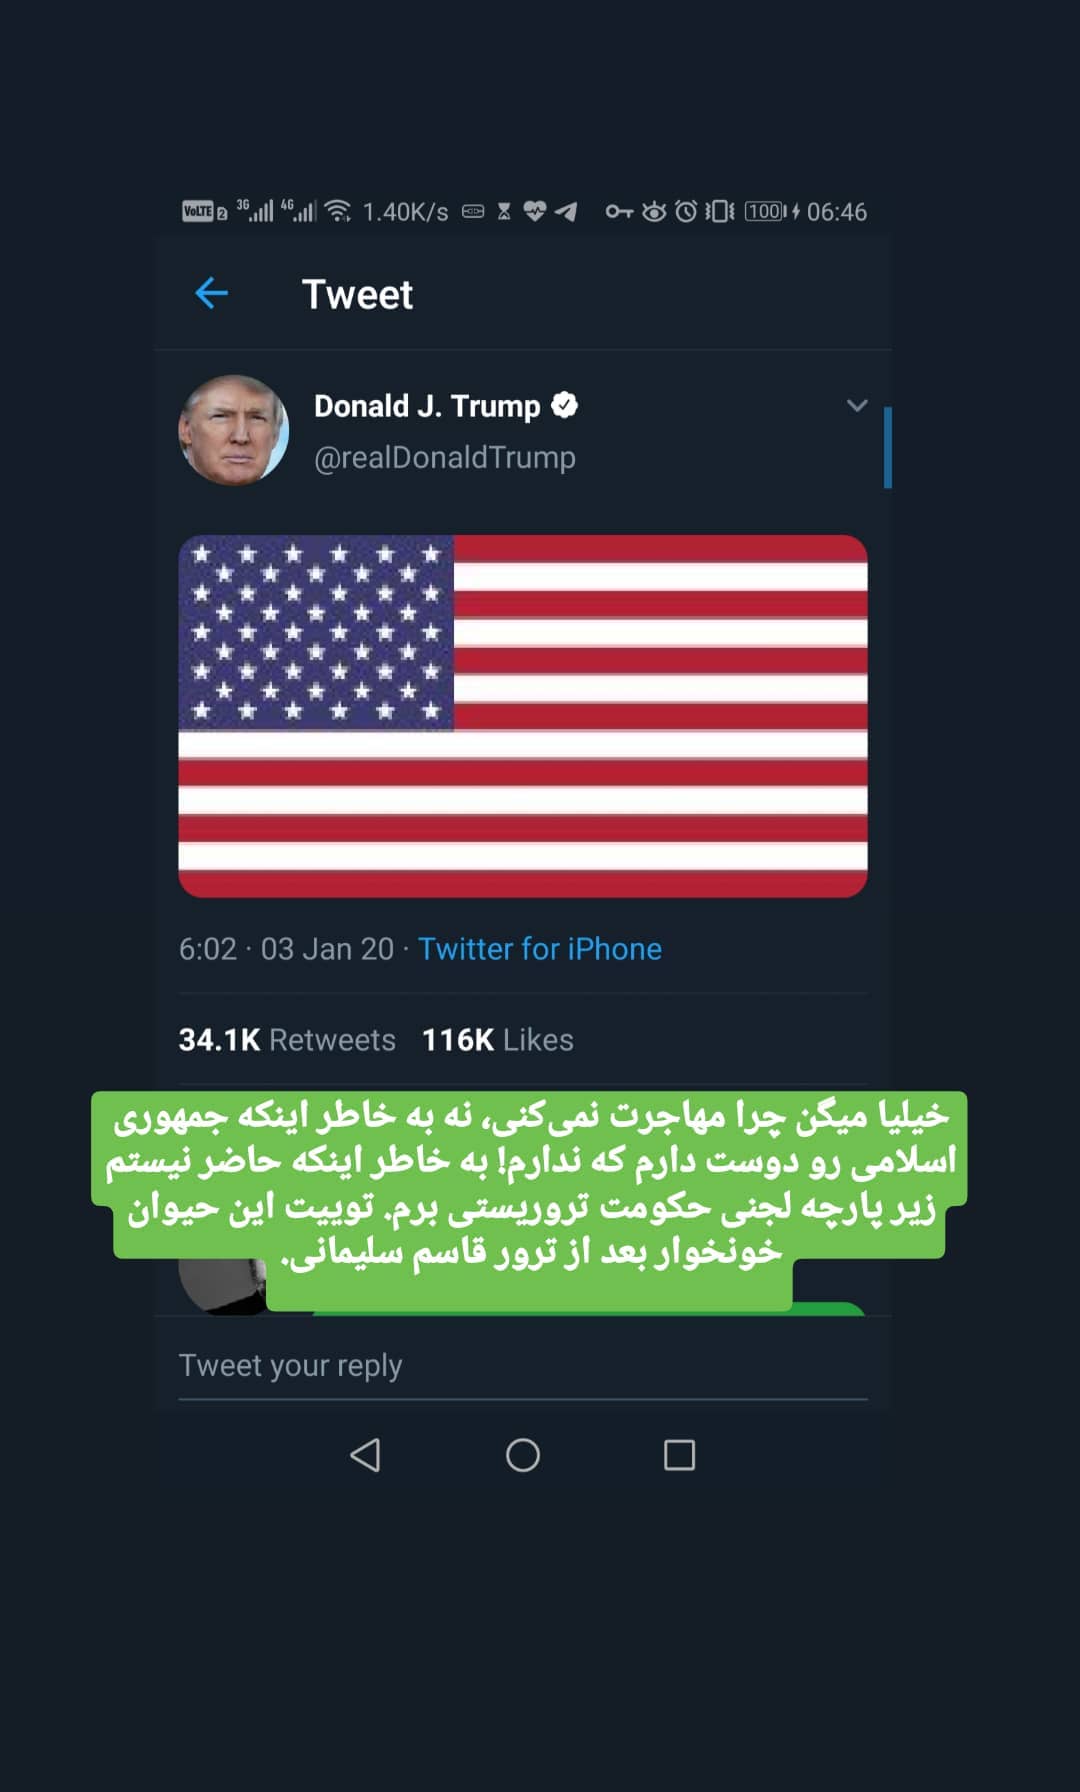 VoLTE 2 3G 4G 1.40K/s 100 06:46
Tweet
Donald J. Trump
@realDonaldTrump
6:02 · 03 Jan 20 · Twitter for iPhone
34.1K Retweets 116K Likes
خیلیا میگن چرا مهاجرت نمی‌کنی، نه به خاطر اینکه جمهوری
اسلامی رو دوست دارم که ندارم! به خاطر اینکه حاضر نیستم
زیر پارچه لجنی حکومت تروریستی برم. توییت این حیوان
خونخوار بعد از ترور قاسم سلیمانی.
Tweet your reply